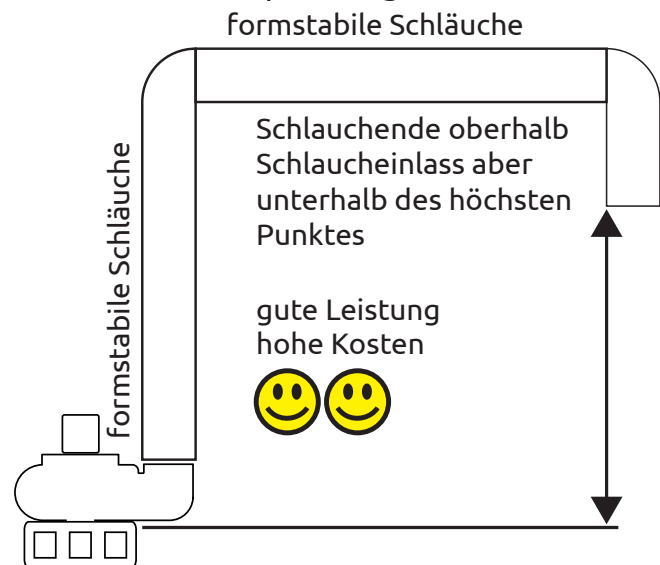 formstabile Schläuche
Schlauchende oberhalb
Schlaucheinlass aber
unterhalb des höchsten
Punktes
gute Leistung
hohe Kosten
formstabile Schläuche